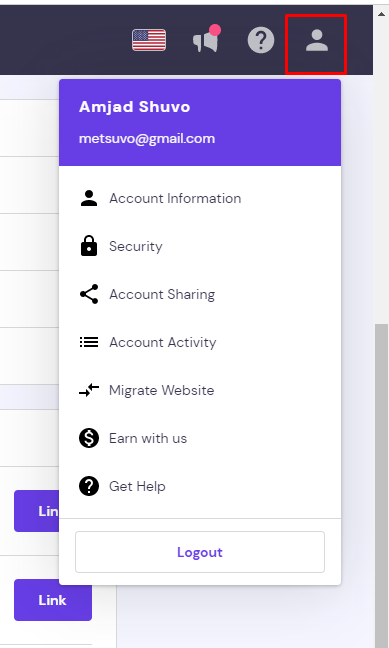 Amjad Shuvo
metsuvo@gmail.com
Account Information
Security
Account Sharing
Account Activity
Migrate Website
Earn with us
Get Help
Lin
Logout
Link